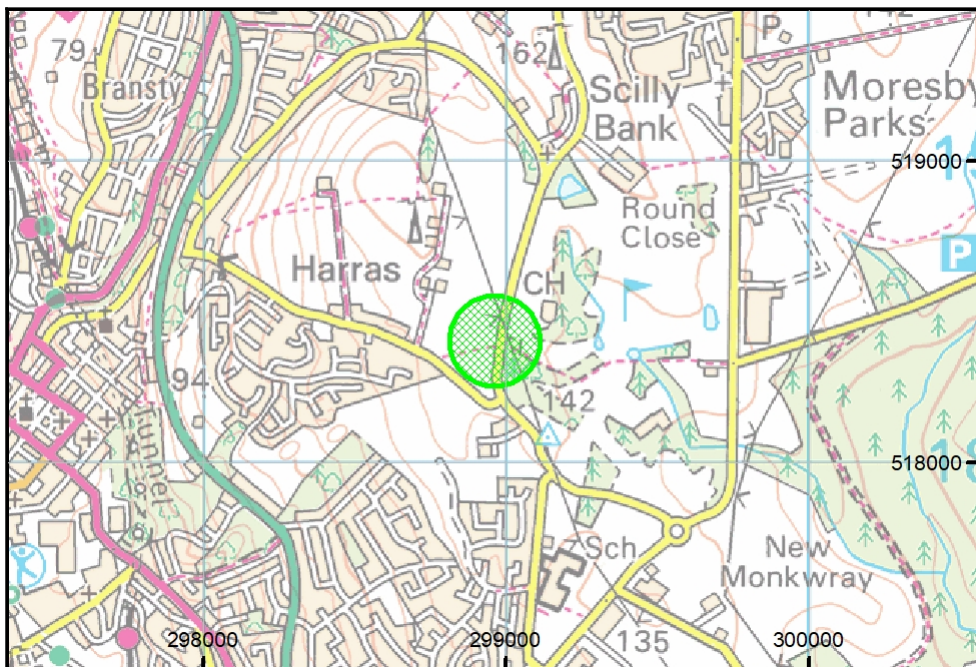 79
Bransty
162
P
Scilly
Bank
142
Moresby
Parks
519000
Round
Close
Harras
CH
P
94
142
Tunnel
518000
Sch
New
Monkwray
135
298000
299000
300000